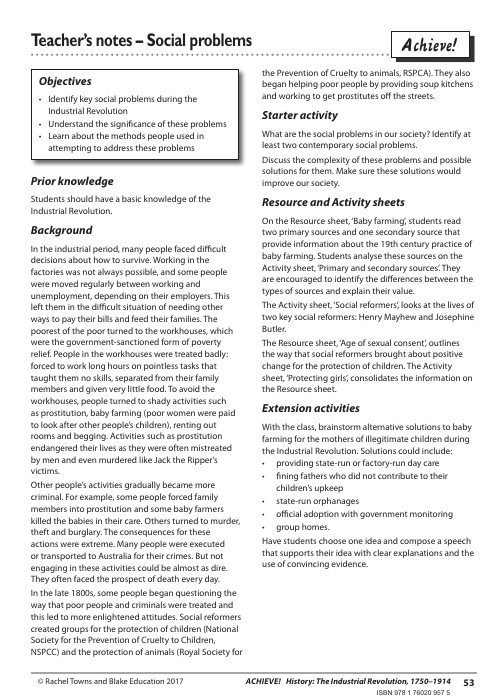 Teacher's notes – Social problems
Achieve!
Objectives
• Identify key social problems during the
Industrial Revolution
• Understand the significance of these problems
• Learn about the methods people used in
attempting to address these problems
Prior knowledge
Students should have a basic knowledge of the
Industrial Revolution.
Background
In the industrial period, many people faced difficult
decisions about how to survive. Working in the
factories was not always possible, and some people
were moved regularly between working and
unemployment, depending on their employers. This
left them in the difficult situation of needing other
ways to pay their bills and feed their families. The
poorest of the poor turned to the workhouses, which
were the government-sanctioned form of poverty
relief. People in the workhouses were treated badly:
forced to work long hours on pointless tasks that
taught them no skills, separated from their family
members and given very little food. To avoid the
workhouses, people turned to shady activities such
as prostitution, baby farming (poor women were paid
to look after other people's children), renting out
rooms and begging. Activities such as prostitution
endangered their lives as they were often mistreated
by men and even murdered like Jack the Ripper's
victims.
Other people's activities gradually became more
criminal. For example, some people forced family
members into prostitution and some baby farmers
killed the babies in their care. Others turned to murder,
theft and burglary. The consequences for these
actions were extreme. Many people were executed
or transported to Australia for their crimes. But not
engaging in these activities could be almost as dire.
They often faced the prospect of death every day.
In the late 1800s, some people began questioning the
way that poor people and criminals were treated and
this led to more enlightened attitudes. Social reformers
created groups for the protection of children (National
Society for the Prevention of Cruelty to Children,
NSPCC) and the protection of animals (Royal Society for
the Prevention of Cruelty to animals, RSPCA). They also
began helping poor people by providing soup kitchens
and working to get prostitutes off the streets.
Starter activity
What are the social problems in our society? Identify at
least two contemporary social problems.
Discuss the complexity of these problems and possible
solutions for them. Make sure these solutions would
improve our society.
Resource and Activity sheets
On the Resource sheet, 'Baby farming', students read
two primary sources and one secondary source that
provide information about the 19th century practice of
baby farming. Students analyse these sources on the
Activity sheet, 'Primary and secondary sources'. They
are encouraged to identify the differences between the
types of sources and explain their value.
The Activity sheet, 'Social reformers', looks at the lives of
two key social reformers: Henry Mayhew and Josephine
Butler.
The Resource sheet, 'Age of sexual consent', outlines
the way that social reformers brought about positive
change for the protection of children. The Activity
sheet, 'Protecting girls', consolidates the information on
the Resource sheet.
Extension activities
With the class, brainstorm alternative solutions to baby
farming for the mothers of illegitimate children during
the Industrial Revolution. Solutions could include:
• providing state-run or factory-run day care
• fining fathers who did not contribute to their
children's upkeep
• state-run orphanages
• official adoption with government monitoring
• group homes.
Have students choose one idea and compose a speech
that supports their idea with clear explanations and the
use of convincing evidence.
© Rachel Towns and Blake Education 2017
ACHIEVE! History: The Industrial Revolution, 1750–1914 53
ISBN 978 1 76020 957 5